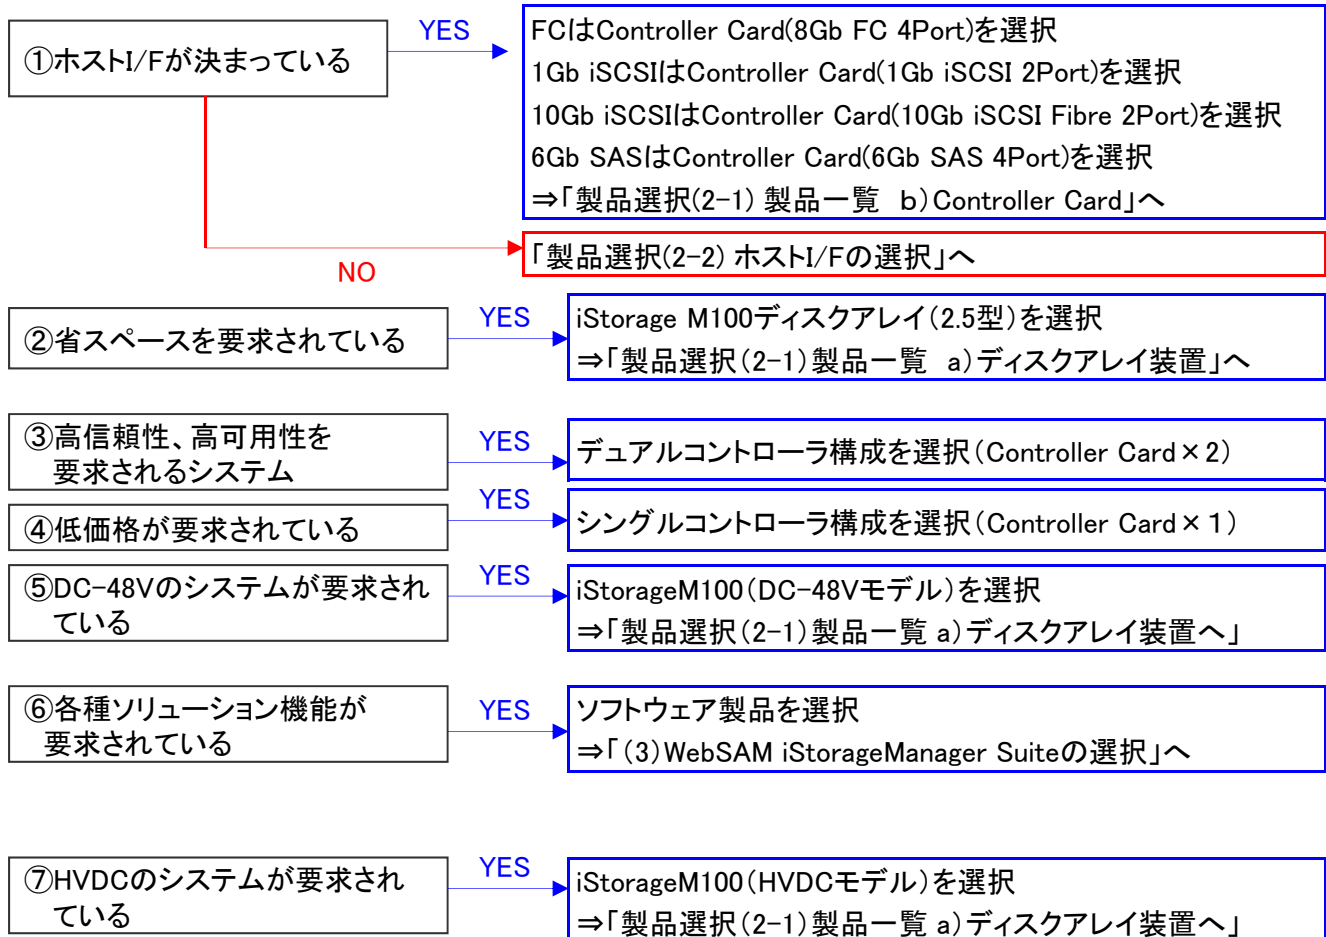 ①ホストI/Fが決まっている
YES
FCはController Card(8Gb FC 4Port)を選択
1Gb iSCSIはController Card(1Gb iSCSI 2Port)を選択
10Gb iSCSIはController Card(10Gb iSCSI Fibre 2Port)を選択
6Gb SASはController Card(6Gb SAS 4Port)を選択
⇒「製品選択(2-1) 製品一覧　b)Controller Card」へ
NO
「製品選択(2-2) ホストI/Fの選択」へ
②省スペースを要求されている
YES
iStorage M100ディスクアレイ(2.5型)を選択
⇒「製品選択(2-1)製品一覧　a)ディスクアレイ装置」へ
③高信頼性、高可用性を
要求されるシステム
YES
デュアルコントローラ構成を選択(Controller Card×2)
④低価格が要求されている
YES
シングルコントローラ構成を選択(Controller Card×1)
⑤DC-48Vのシステムが要求され
ている
YES
iStorageM100(DC-48Vモデル)を選択
⇒「製品選択(2-1)製品一覧 a)ディスクアレイ装置へ」
⑥各種ソリューション機能が
要求されている
YES
ソフトウェア製品を選択
⇒「(3)WebSAM iStorageManager Suiteの選択」へ
⑦HVDCのシステムが要求され
ている
YES
iStorageM100(HVDCモデル)を選択
⇒「製品選択(2-1)製品一覧 a)ディスクアレイ装置へ」